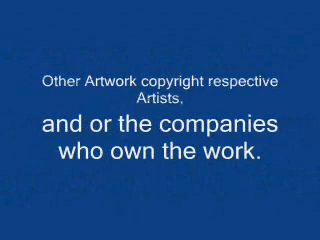 Other Artwork copyright respective
Artists,
and or the companies
who own the work.